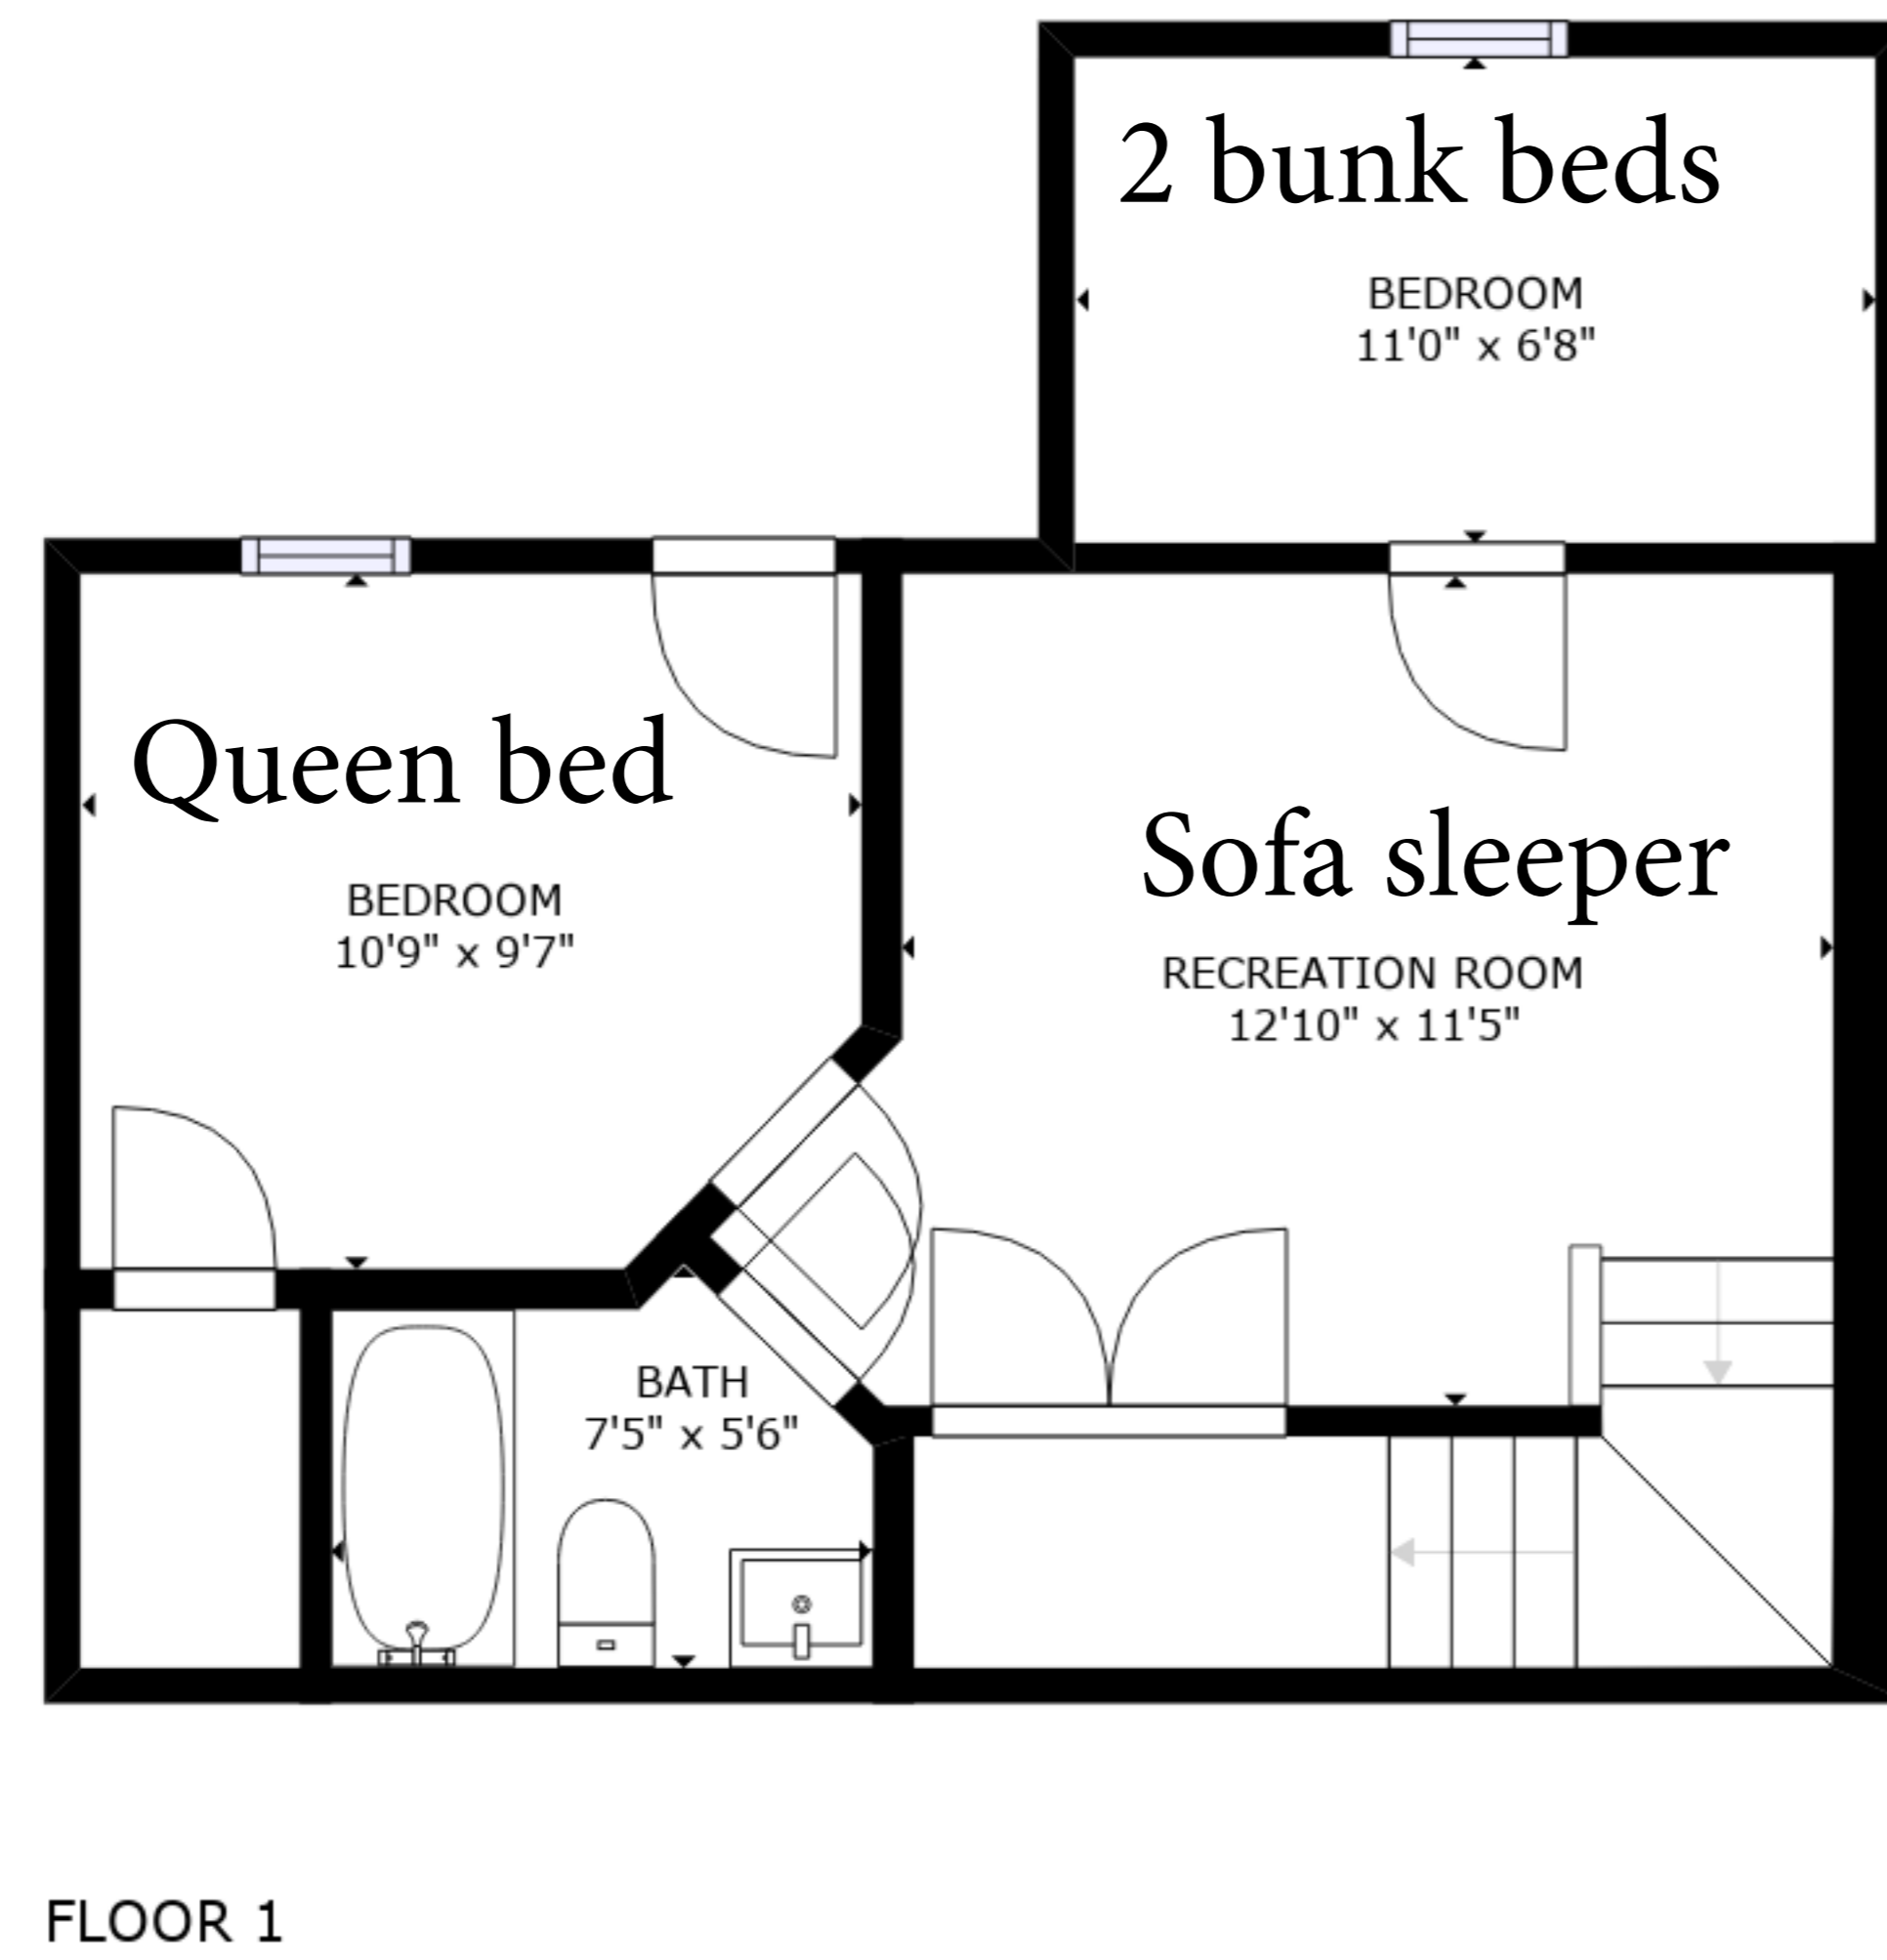 2 bunk beds
BEDROOM
11'0" x 6'8"
Queen bed
BEDROOM
10'9" x 9'7"
Sofa sleeper
RECREATION ROOM
12'10" x 11'5"
BATH
7'5" x 5'6"
FLOOR 1